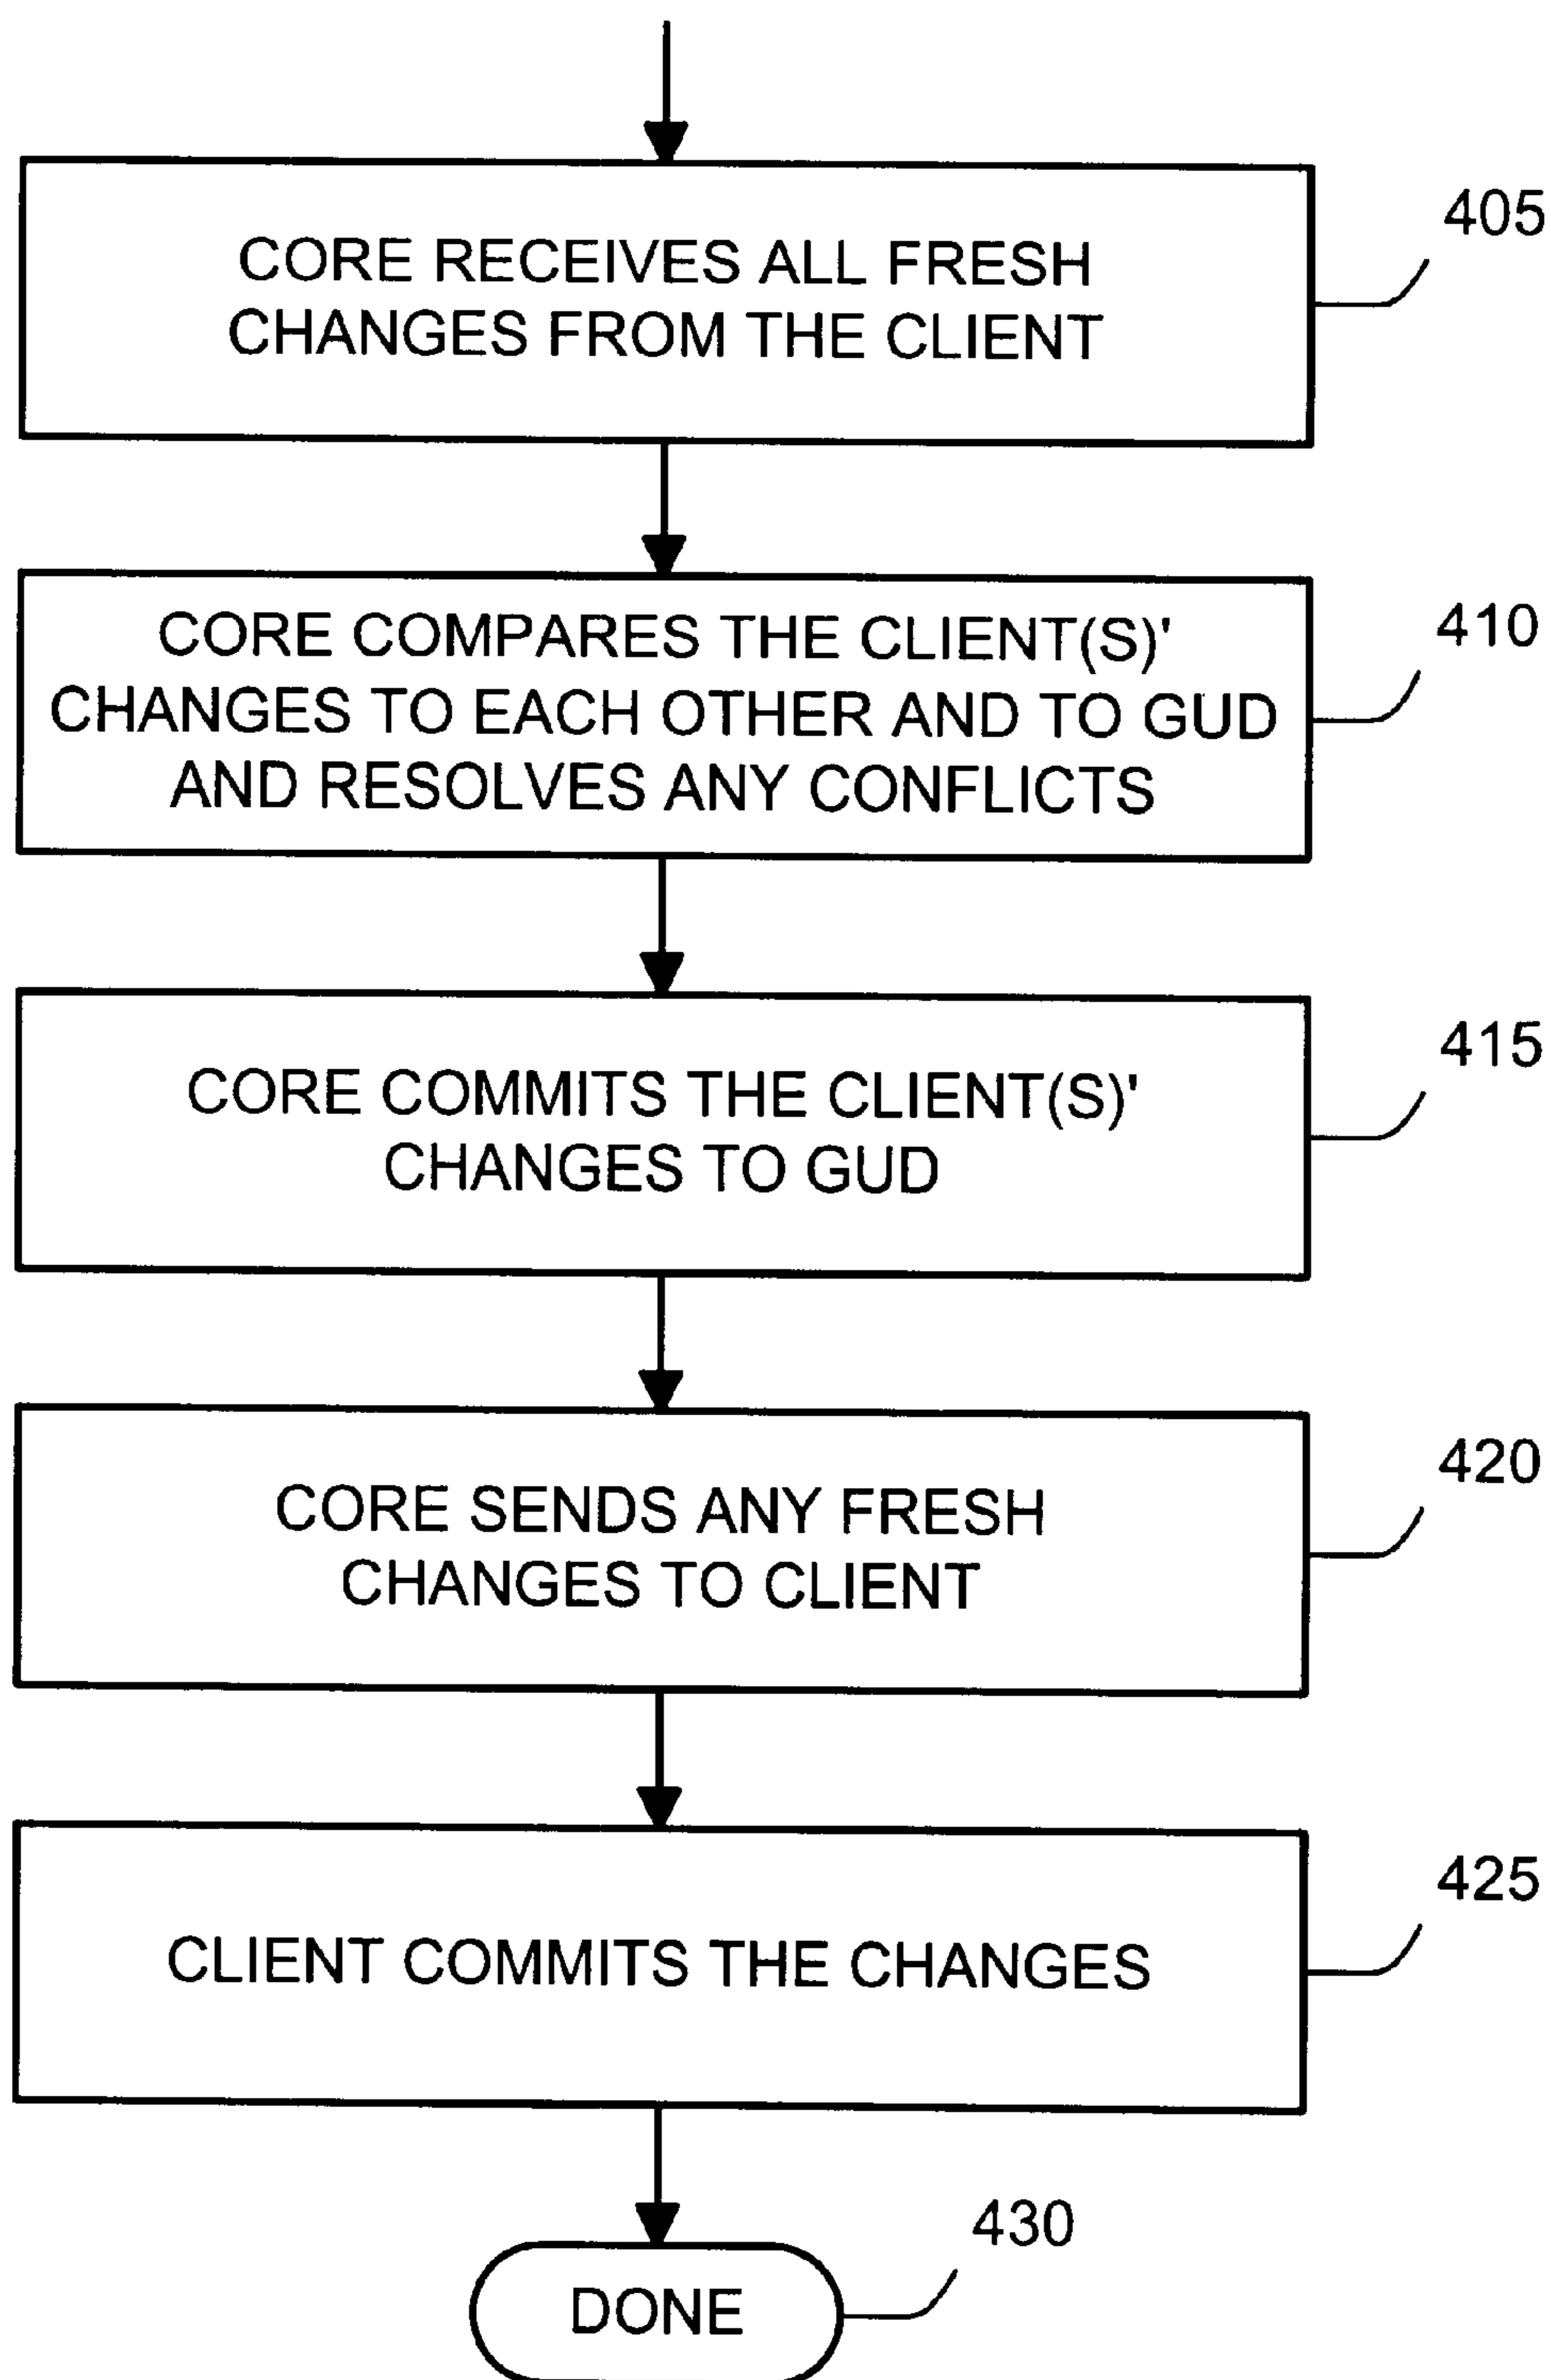 CORE RECEIVES ALL FRESH
CHANGES FROM THE CLIENT
405
CORE COMPARES THE CLIENT(S)'
CHANGES TO EACH OTHER AND TO GUD
AND RESOLVES ANY CONFLICTS
410
CORE COMMITS THE CLIENT(S)'
CHANGES TO GUD
415
CORE SENDS ANY FRESH
CHANGES TO CLIENT
420
CLIENT COMMITS THE CHANGES
425
DONE
430